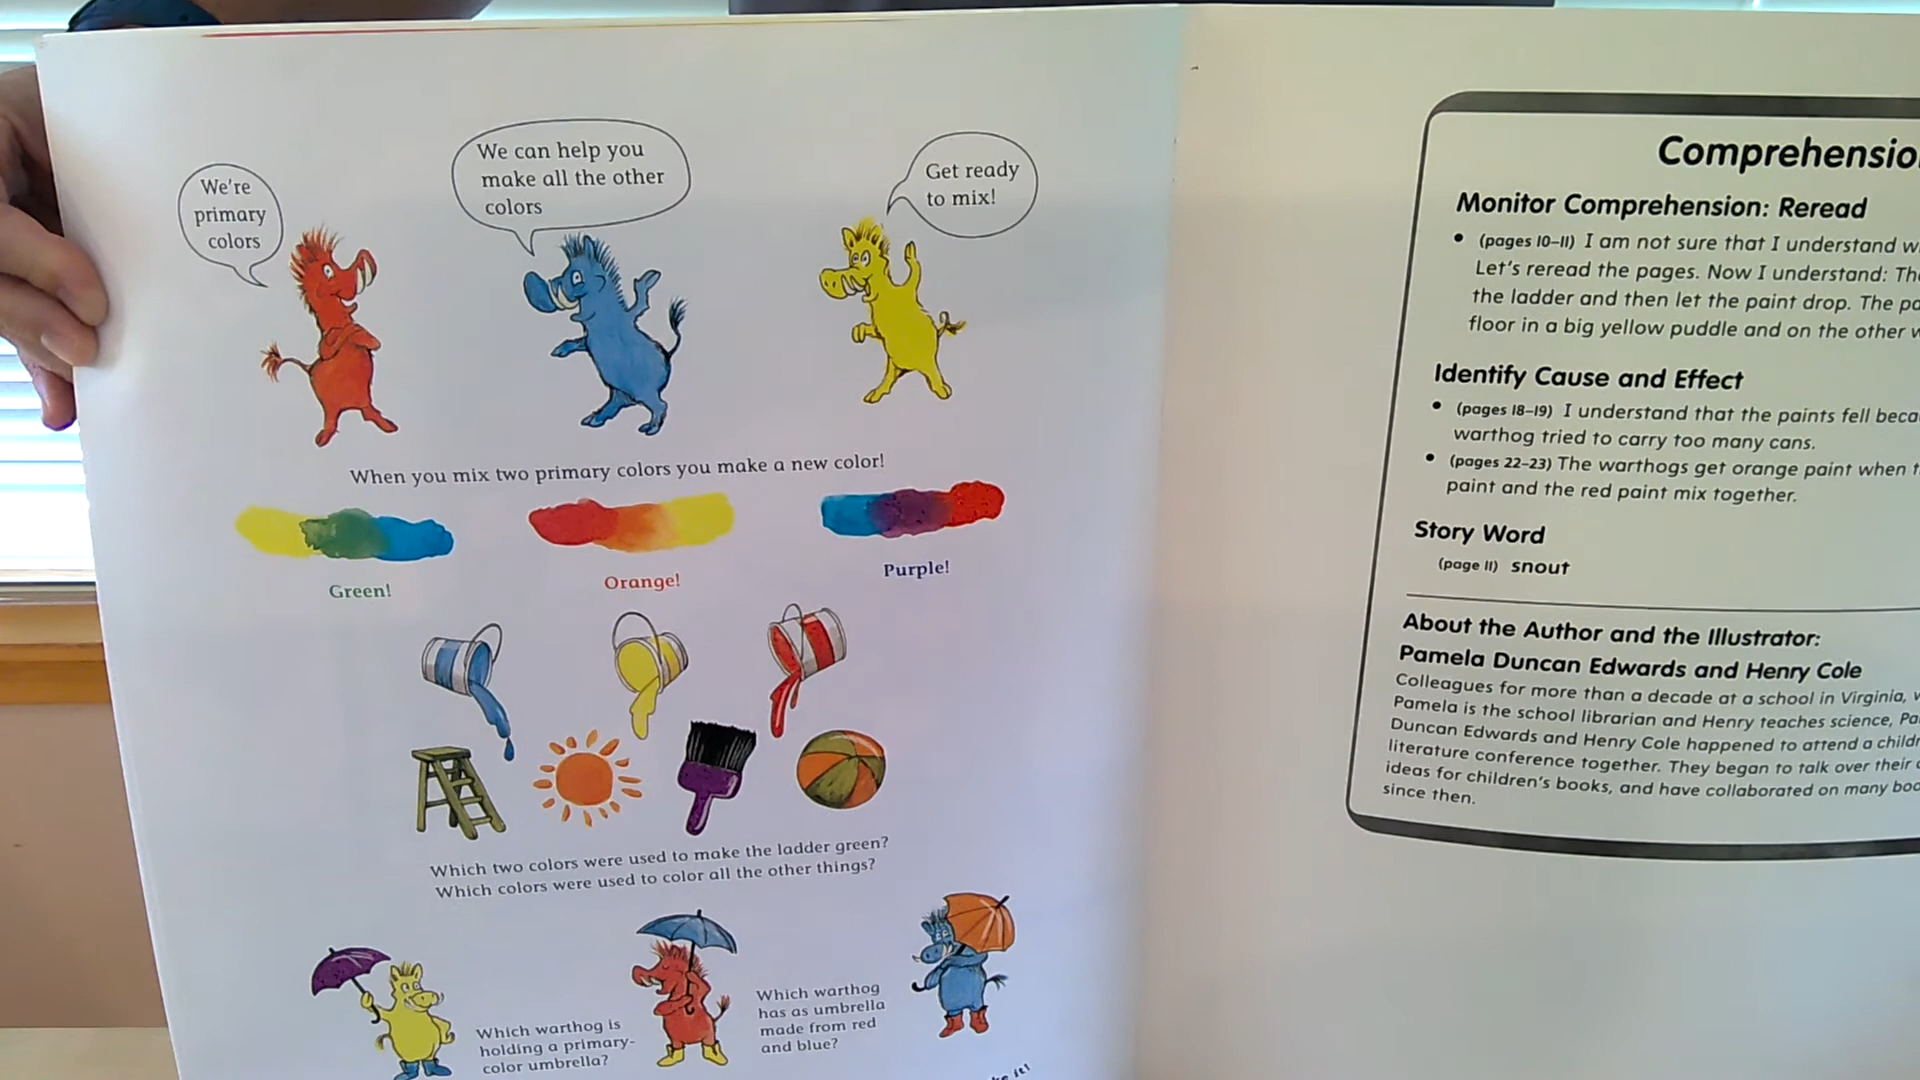 We're
primary
colors
We can help you
make all the other
colors
Get ready
to mix!
When you mix two primary colors you make a new color!
Green!
Orange!
Purple!
Which two colors were used to make the ladder green?
Which colors were used to color all the other things?
Which warthog is
holding a primary-
color umbrella?
Which warthog
has as umbrella
made from red
and blue?
it!
Monitor Comprehension: Reread
• (pages 10–11) I am not sure that I understand
Let's reread the pages. Now I understand:
the ladder and then let the paint drop. The
floor in a big yellow puddle and on the other
Identify Cause and Effect
• (pages 18–19) I understand that the paints fell
warthog tried to carry too many cans.
• (pages 22–23) The warthogs get orange paint when
paint and the red paint mix together.
Story Word
(page 11) snout
About the Author and the Illustrator:
Pamela Duncan Edwards and Henry Cole
Colleagues for more than a decade at a school in Virginia,
Pamela is the school librarian and Henry teaches science,
Duncan Edwards and Henry Cole happened to attend a
literature conference together. They began to talk over their
ideas for children's books, and have collaborated on many
since then.